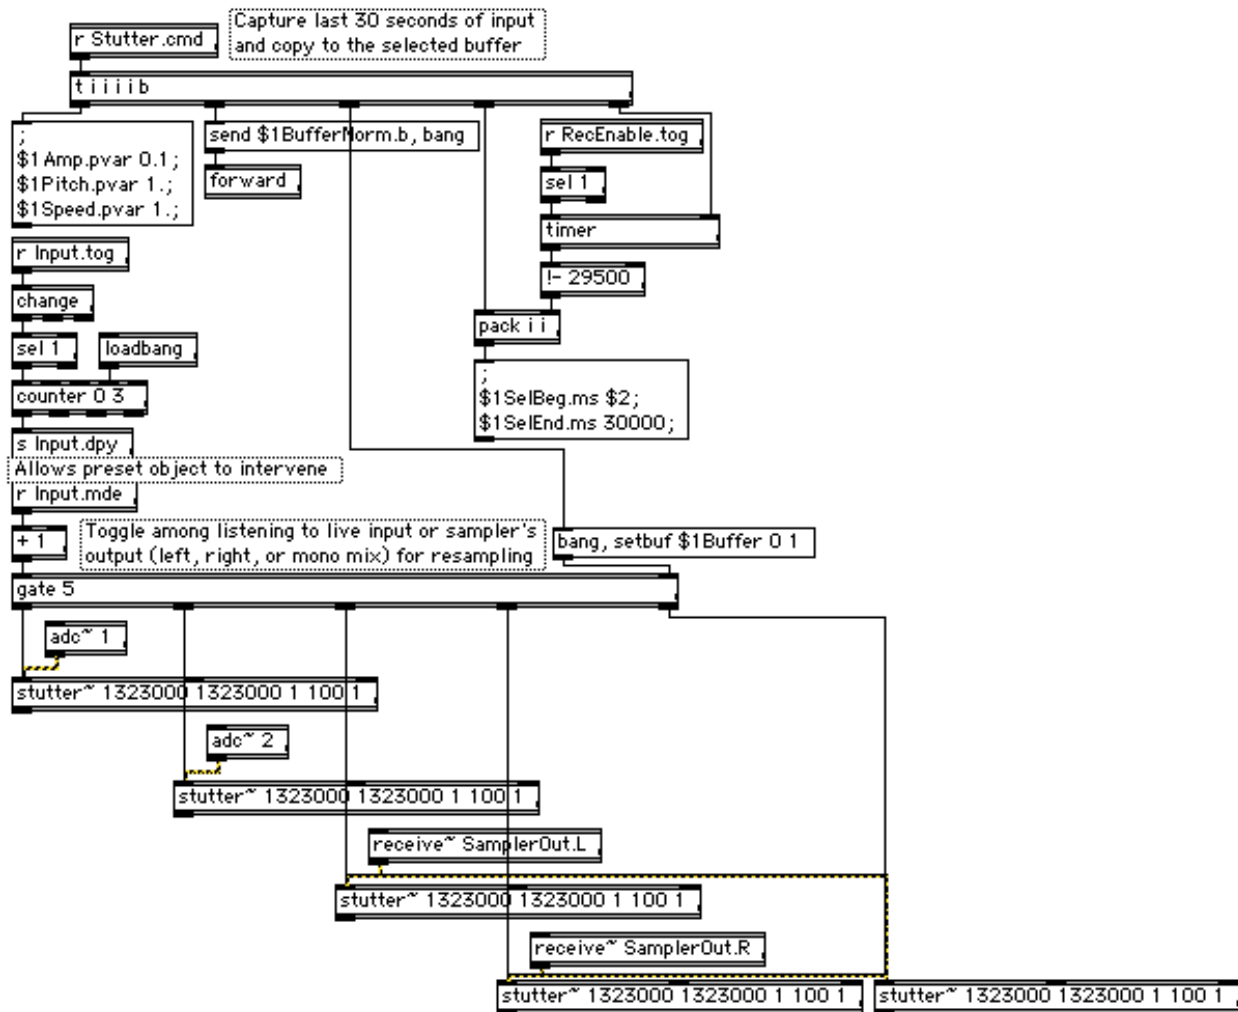 r Stutter.cmd
Capture last 30 seconds of input
and copy to the selected buffer
t i i i i b
;
$1Amp.pvar 0.1;
$1Pitch.pvar 1.;
$1Speed.pvar 1.;
send $1BufferNorm.b, bang
forward
r RecEnable.tog
sel 1
timer
!- 29500
pack i i
;
$1SelBeg.ms $2;
$1SelEnd.ms 30000;
r Input.tog
change
sel 1
loadbang
counter 0 3
s Input.dpy
Allows preset object to intervene
r Input.mde
+ 1
Toggle among listening to live input or sampler's
output (left, right, or mono mix) for resampling
bang, setbuf $1Buffer 0 1
gate 5
adc~ 1
stutter~ 1323000 1323000 1 100 1
adc~ 2
stutter~ 1323000 1323000 1 100 1
receive~ SamplerOut.L
stutter~ 1323000 1323000 1 100 1
receive~ SamplerOut.R
stutter~ 1323000 1323000 1 100 1
stutter~ 1323000 1323000 1 100 1